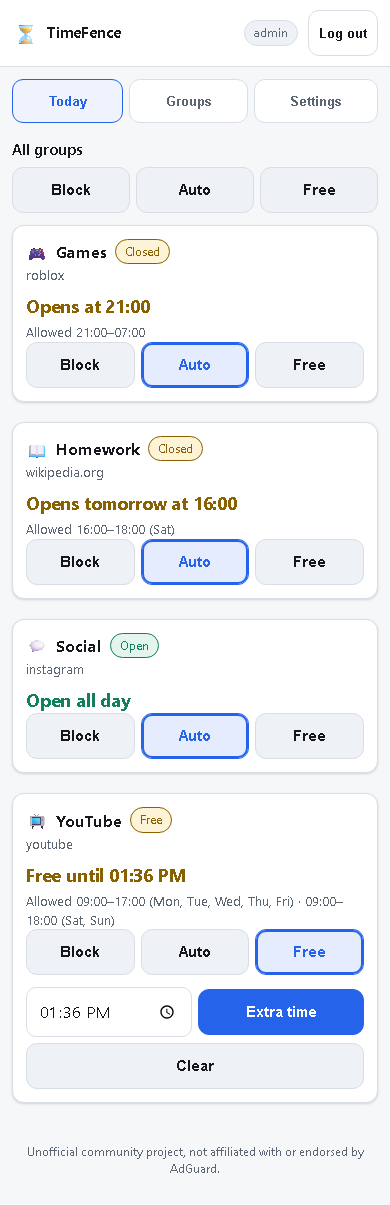 TimeFence
admin
Log out
Today
Groups
Settings
All groups
Block
Auto
Free
Games
Closed
roblox
Opens at 21:00
Allowed 21:00–07:00
Block
Auto
Free
Homework
Closed
wikipedia.org
Opens tomorrow at 16:00
Allowed 16:00–18:00 (Sat)
Block
Auto
Free
Social
Open
instagram
Open all day
Block
Auto
Free
YouTube
Free
youtube
Free until 01:36 PM
Allowed 09:00–17:00 (Mon, Tue, Wed, Thu, Fri) · 09:00–
18:00 (Sat, Sun)
Block
Auto
Free
01:36 PM
Extra time
Clear
Unofficial community project, not affiliated with or endorsed by
AdGuard.